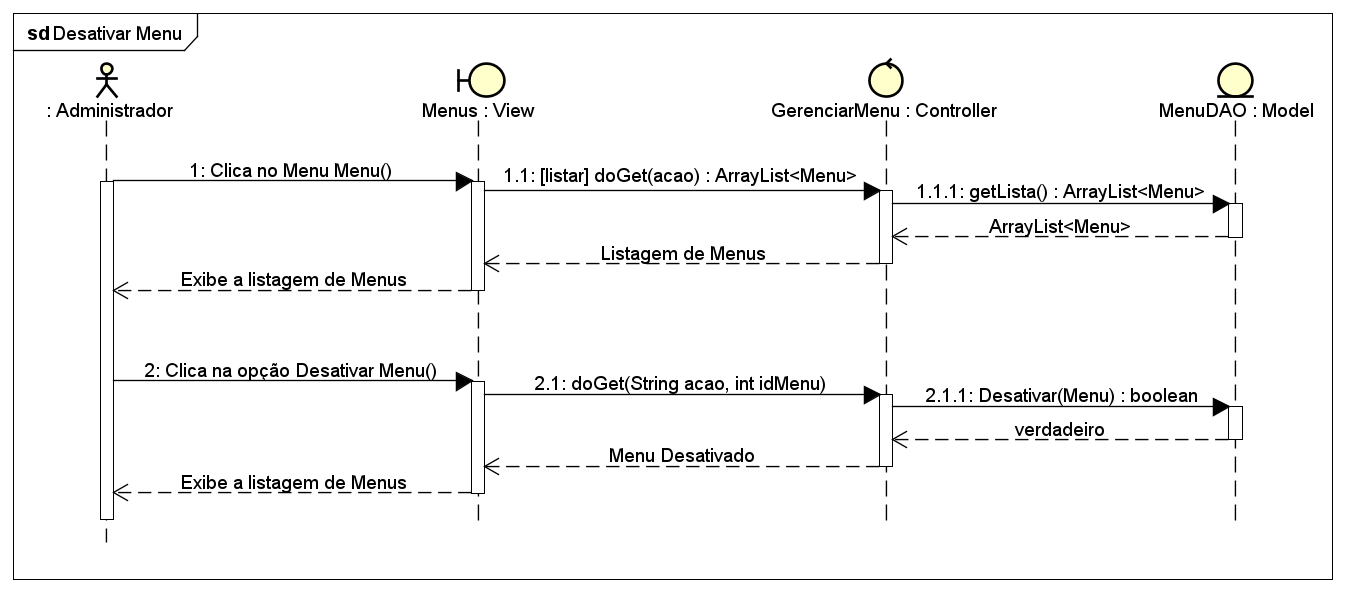 sd Desativar Menu
: Administrador
Menus : View
GerenciarMenu : Controller
MenuDAO : Model
1: Clica no Menu Menu()
1.1: [listar] doGet(acao) : ArrayList<Menu>
1.1.1: getLista() : ArrayList<Menu>
ArrayList<Menu>
Listagem de Menus
Exibe a listagem de Menus
2: Clica na opção Desativar Menu()
2.1: doGet(String acao, int idMenu)
2.1.1: Desativar(Menu) : boolean
verdadeiro
Menu Desativado
Exibe a listagem de Menus